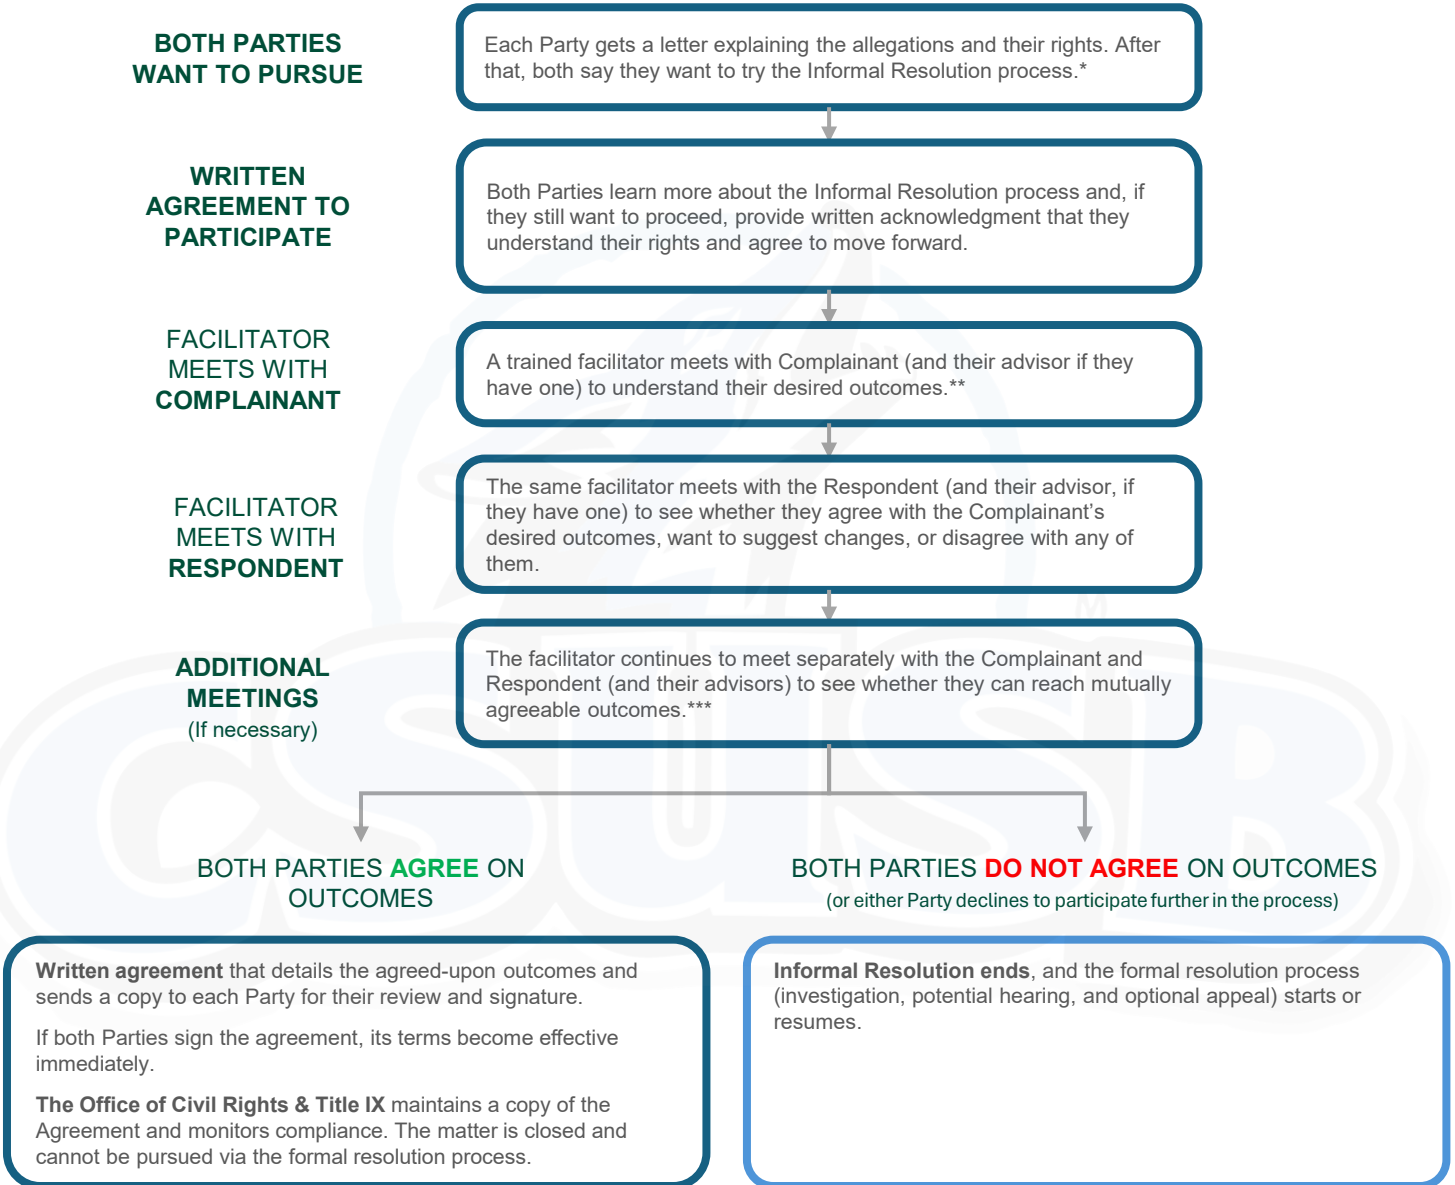 BOTH PARTIES
WANT TO PURSUE
Each Party gets a letter explaining the allegations and their rights. After
that, both say they want to try the Informal Resolution process.*
WRITTEN
AGREEMENT TO
PARTICIPATE
Both Parties learn more about the Informal Resolution process and, if
they still want to proceed, provide written acknowledgment that they
understand their rights and agree to move forward.
FACILITATOR
MEETS WITH
COMPLAINANT
A trained facilitator meets with Complainant (and their advisor if they
have one) to understand their desired outcomes.**
FACILITATOR
MEETS WITH
RESPONDENT
The same facilitator meets with the Respondent (and their advisor, if
they have one) to see whether they agree with the Complainant’s
desired outcomes, want to suggest changes, or disagree with any of
them.
ADDITIONAL
MEETINGS
(If necessary)
The facilitator continues to meet separately with the Complainant and
Respondent (and their advisors) to see whether they can reach mutually
agreeable outcomes.***
BOTH PARTIES AGREE ON
OUTCOMES
BOTH PARTIES DO NOT AGREE ON OUTCOMES
(or either Party declines to participate further in the process)
Written agreement that details the agreed-upon outcomes and
sends a copy to each Party for their review and signature.
If both Parties sign the agreement, its terms become effective
immediately.
The Office of Civil Rights & Title IX maintains a copy of the
Agreement and monitors compliance. The matter is closed and
cannot be pursued via the formal resolution process.
Informal Resolution ends, and the formal resolution process
(investigation, potential hearing, and optional appeal) starts or
resumes.
CSUSB